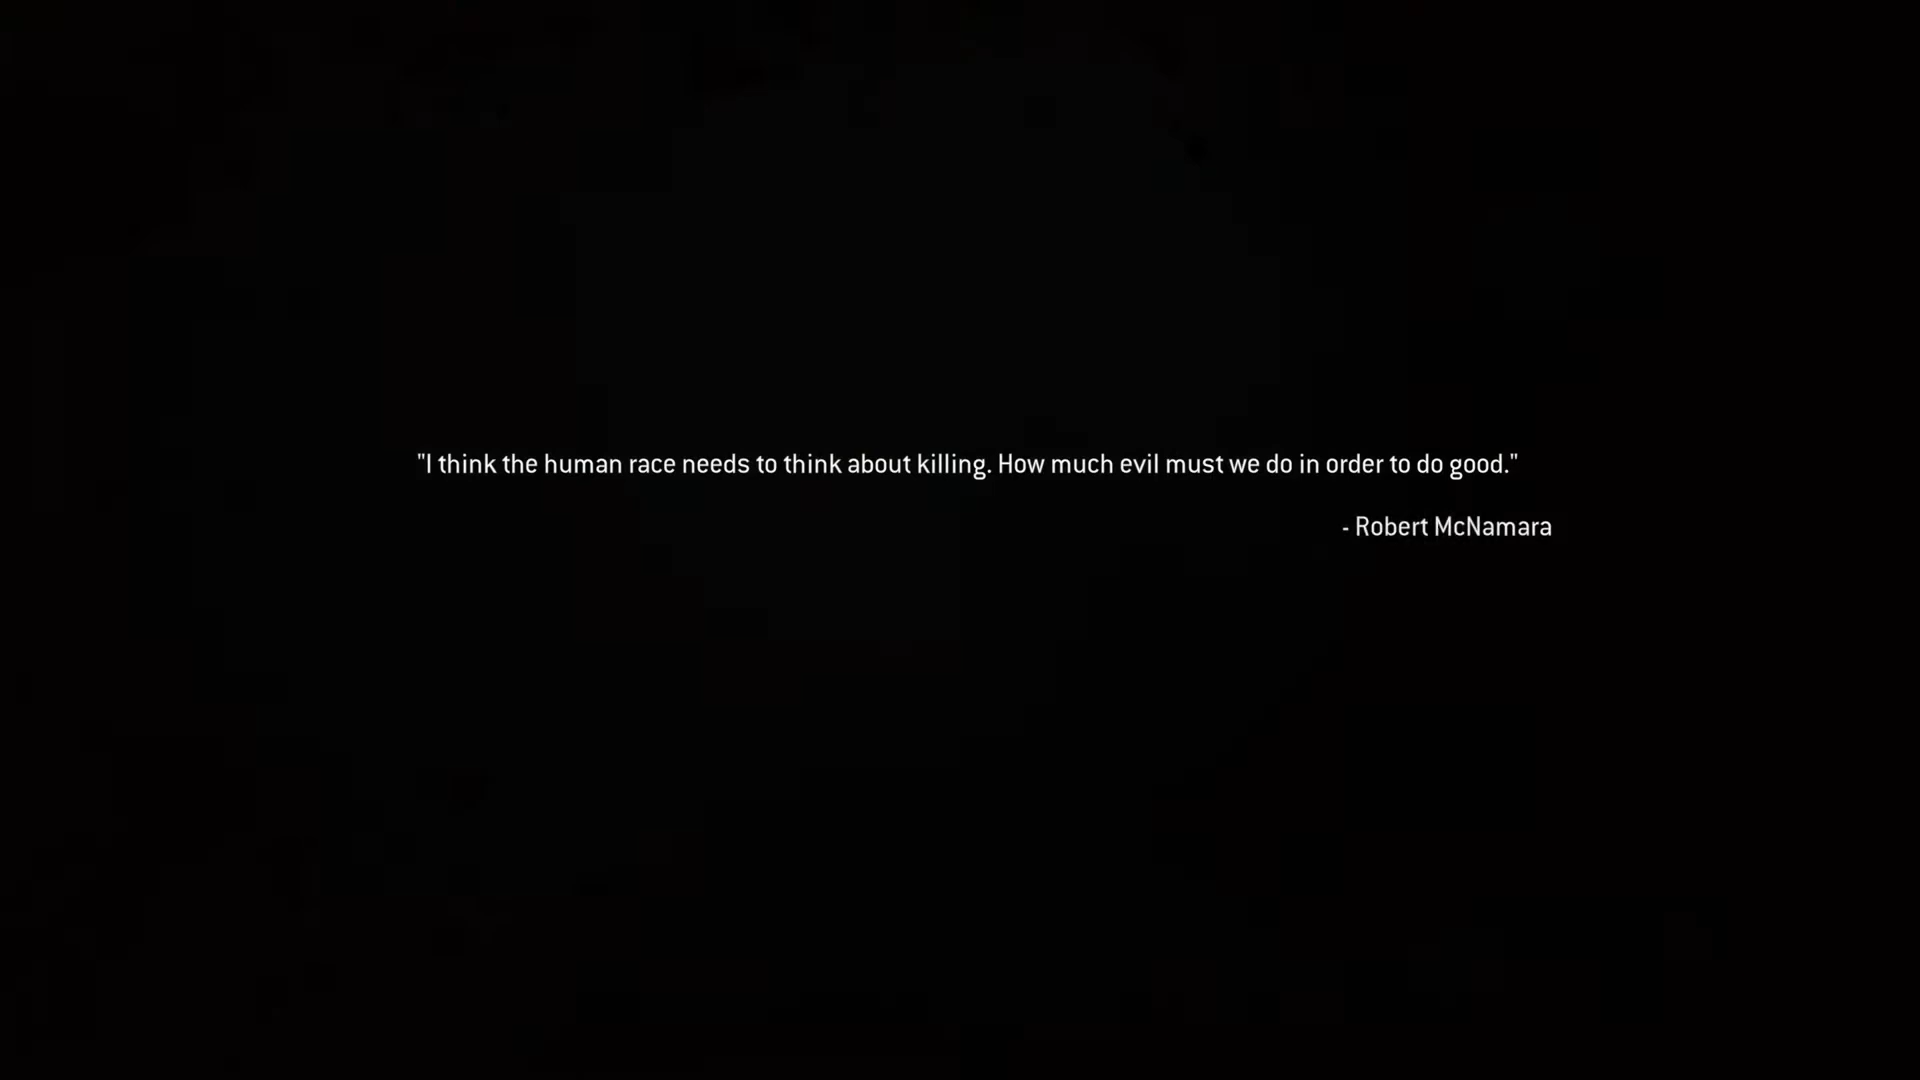 "I think the human race needs to think about killing. How much evil must we do in order to do good."
- Robert McNamara